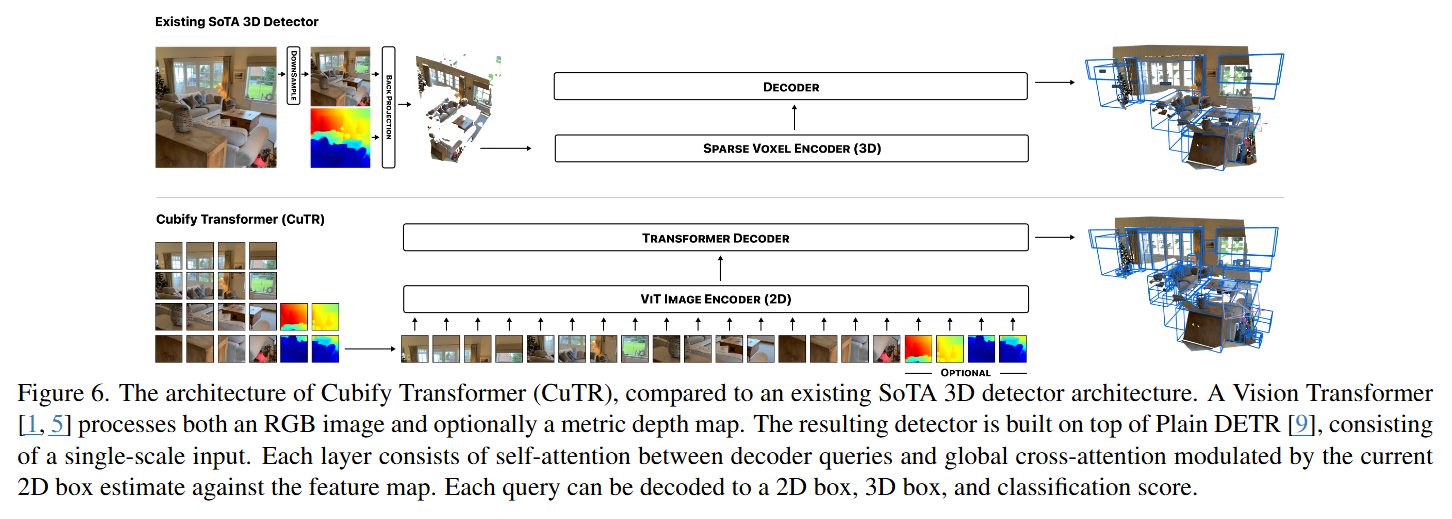 Existing SoTA 3D Detector
DOWNSAMPLE
BACK PROJECTION
DECODER
SPARSE VOXEL ENCODER (3D)
Cubify Transformer (CuTR)
TRANSFORMER DECODER
VIT IMAGE ENCODER (2D)
OPTIONAL
Figure 6. The architecture of Cubify Transformer (CuTR), compared to an existing SoTA 3D detector architecture. A Vision Transformer
[1, 5] processes both an RGB image and optionally a metric depth map. The resulting detector is built on top of Plain DETR [9], consisting
of a single-scale input. Each layer consists of self-attention between decoder queries and global cross-attention modulated by the current
2D box estimate against the feature map. Each query can be decoded to a 2D box, 3D box, and classification score.